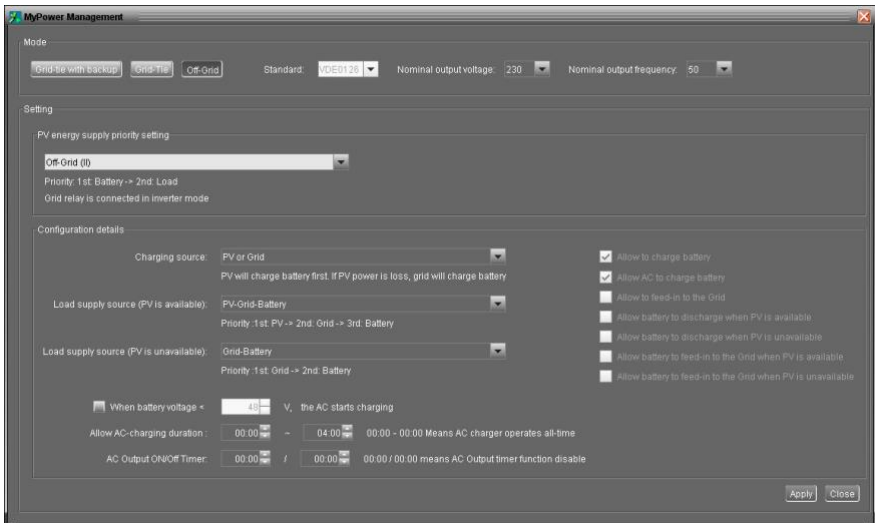 MyPower Management
Mode
Grid-tie with backup Grid-Tie Off-Grid Standard: VDE0126 Nominal output voltage: 230 Nominal output frequency: 50
Setting
PV energy supply priority setting
Off-Grid (II)
Priority: 1st: Battery -> 2nd: Load
Grid relay is connected in inverter mode
Configuration details
Charging source: PV or Grid
PV will charge battery first. If PV power is loss, grid will charge battery
Load supply source (PV is available): PV-Grid-Battery
Priority :1st: PV -> 2nd: Grid -> 3rd: Battery
Load supply source (PV is unavailable): Grid-Battery
Priority :1st: Grid -> 2nd: Battery
Allow to charge battery
Allow AC to charge battery
Allow to feed-in to the Grid
Allow battery to discharge when PV is available
Allow battery to discharge when PV is unavailable
Allow battery to feed-in to the Grid when PV is available
Allow battery to feed-in to the Grid when PV is unavailable
When battery voltage < 48 V, the AC starts charging
Allow AC-charging duration : 00:00 ~ 04:00 00:00 - 00:00 Means AC charger operates all-time
AC Output ON/Off Timer: 00:00 / 00:00 00:00 / 00:00 means AC Output timer function disable
Apply Close